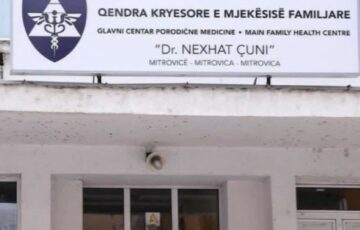 QENDRA KRYESORE E MJEKËSISË FAMILJARE
GLAVNI CENTAR PORODIČNE MEDICINE • MAIN FAMILY HEALTH CENTRE
"Dr. NEXHAT ÇUNI"
MITROVICË - MITROVICA - MITROVICA